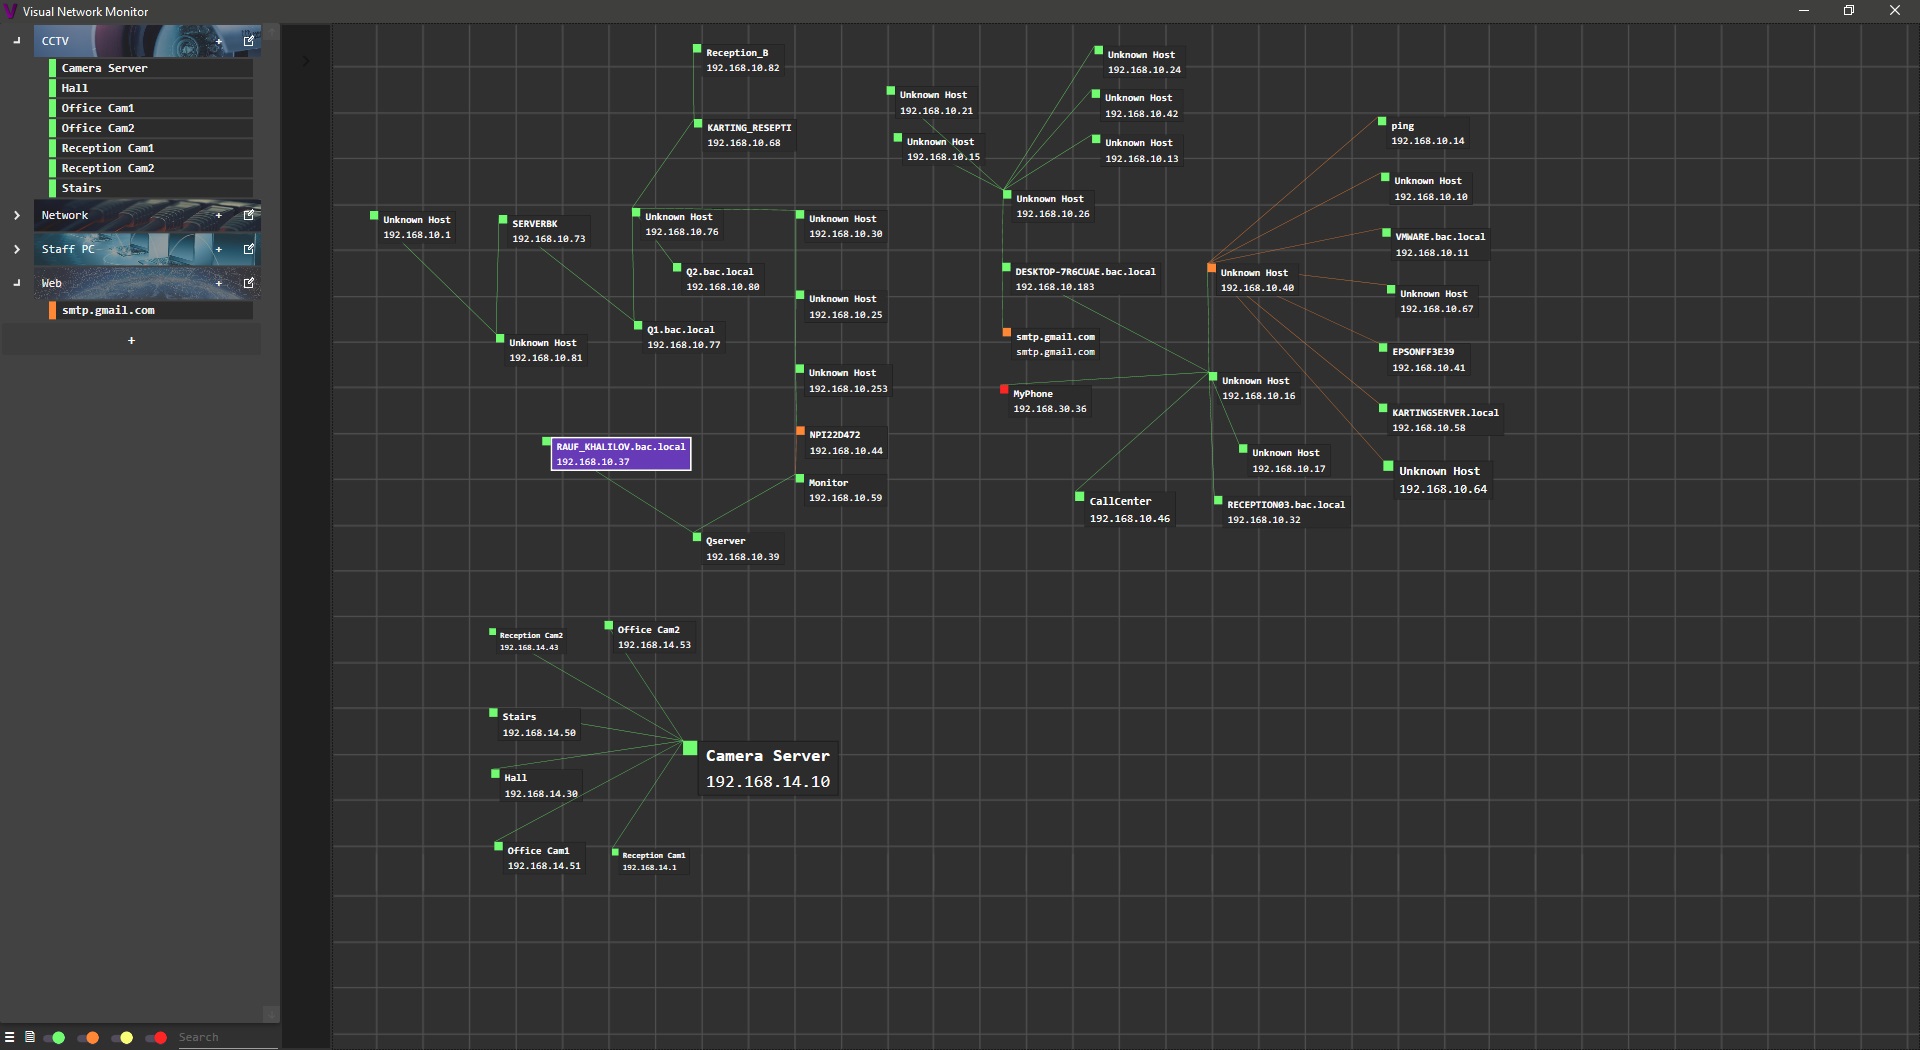 Visual Network Monitor
CCTV
Camera Server
Hall
Office Cam1
Office Cam2
Reception Cam1
Reception Cam2
Stairs
Network
Staff PC
Web
smtp.gmail.com
+
Search
Reception_B
192.168.10.82
KARTING_RESEPTI
192.168.10.68
Unknown Host
192.168.10.21
Unknown Host
192.168.10.15
Unknown Host
192.168.10.24
Unknown Host
192.168.10.42
Unknown Host
192.168.10.13
ping
192.168.10.14
Unknown Host
192.168.10.10
Unknown Host
192.168.10.1
SERVERBK
192.168.10.73
Unknown Host
192.168.10.76
Unknown Host
192.168.10.30
Unknown Host
192.168.10.26
VMWARE.bac.local
192.168.10.11
Q2.bac.local
192.168.10.80
DESKTOP-7R6CUAE.bac.local
192.168.10.183
Unknown Host
192.168.10.40
Unknown Host
192.168.10.67
Unknown Host
192.168.10.25
Unknown Host
192.168.10.81
Q1.bac.local
192.168.10.77
smtp.gmail.com
smtp.gmail.com
EPSONFF3E39
192.168.10.41
Unknown Host
192.168.10.253
MyPhone
192.168.30.36
Unknown Host
192.168.10.16
KARTINGSERVER.local
192.168.10.58
RAUF_KHALILOV.bac.local
192.168.10.37
NPI22D472
192.168.10.44
Unknown Host
192.168.10.17
Unknown Host
192.168.10.64
Monitor
192.168.10.59
CallCenter
192.168.10.46
RECEPTION03.bac.local
192.168.10.32
Qserver
192.168.10.39
Reception Cam2
192.168.14.43
Office Cam2
192.168.14.53
Stairs
192.168.14.50
Camera Server
192.168.14.10
Hall
192.168.14.30
Office Cam1
192.168.14.51
Reception Cam1
192.168.14.1